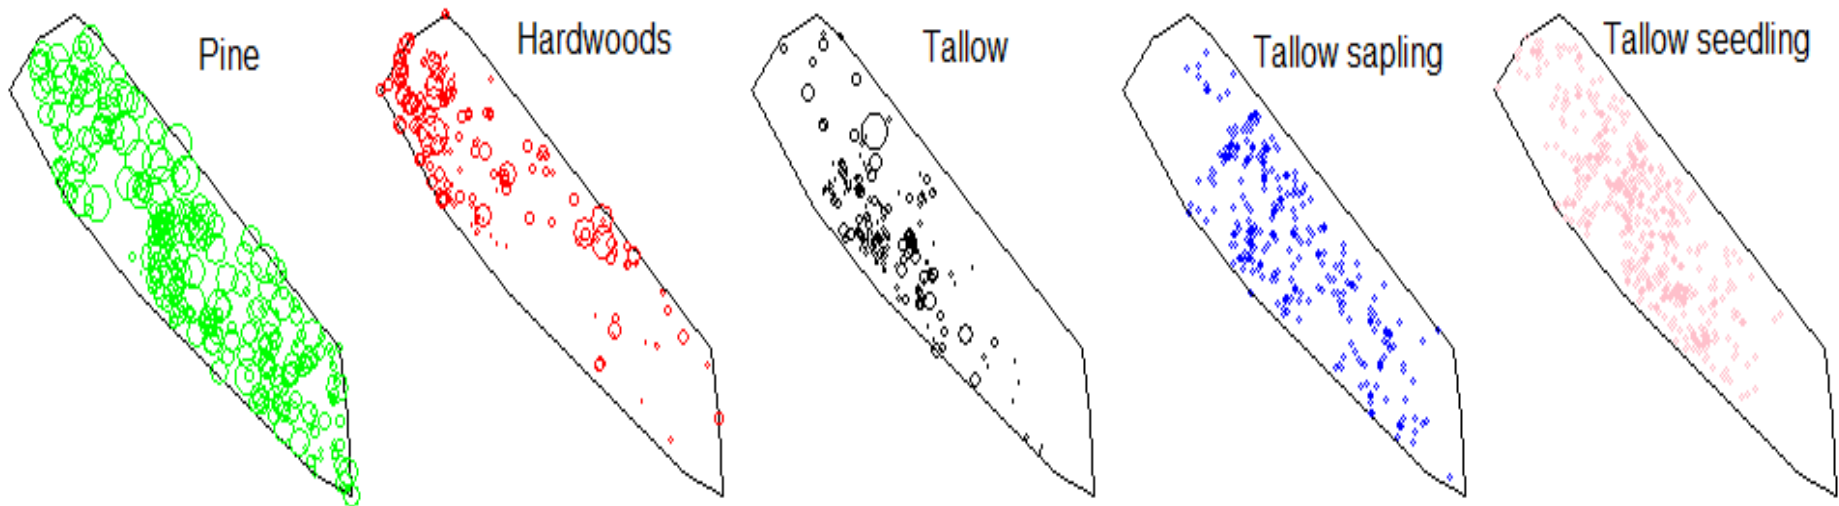 Pine
Hardwoods
Tallow
Tallow sapling
Tallow seedling